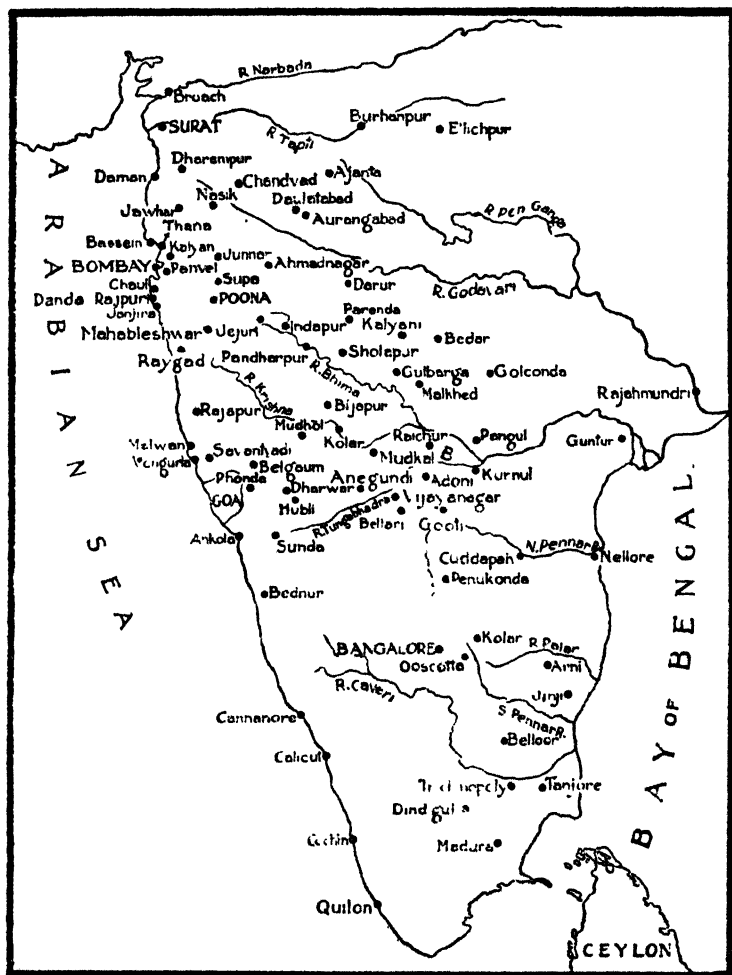 R. Narbada
Broach
SURAT
R. Tapti
Burhanpur
Elichpur
Dharampur
Daman
Chandvad
Ajanta
Nasik
Jawhar
Daulatabad
Aurangabad
R. Pen Ganga
Thana
Bassein
Kalyan
Junnar
Ahmadnagar
BOMBAY
Panvel
Supa
Darur
R. Godavari
Chaul
Danda Rajpuri
POONA
Janjira
Parenda
Mahableshwar
Jejuri
Indapur
Kalyani
Bedar
Raygad
Pandharpur
Sholapur
R. Bhima
Gulbarga
Golconda
Malkhed
R. Krishna
Rajahmundri
Rajapur
Bijapur
Mudhol
Kolar
Raichur
Pangul
Guntur
Malwan
Savantvadi
Mudkal
R
Belgaum
Kurnul
Phonda
Anegundi
Adoni
GOA
Dharwar
Hubli
Vijayanagar
R. Tungabhadra
Bellari
Gooti
Ankola
Sunda
N. Pennar R.
Cuddapah
Nellore
Penukonda
Bednur
Kolar
BANGALORE
R. Palar
Ooscotta
Arni
R. Caveri
Jinji
S Pennar R.
Cannanore
Belloor
Calicut
Trichinopoly
Tanjore
Dindigul
Cochin
Madura
Quilon
CEYLON
ARABIAN SEA
BAY OF BENGAL